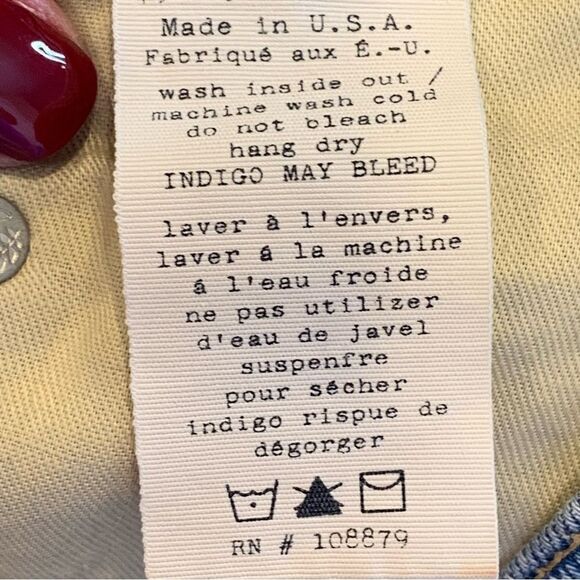 Made in U.S.A.
Fabriqué aux É.-U.
wash inside out /
machine wash cold
do not bleach
hang dry
INDIGO MAY BLEED
laver à l'envers,
laver á la machine
á l'eau froide
ne pas utilizer
d'eau de javel
suspenfre
pour sécher
indigo rispue de
dégorger
RN # 108879